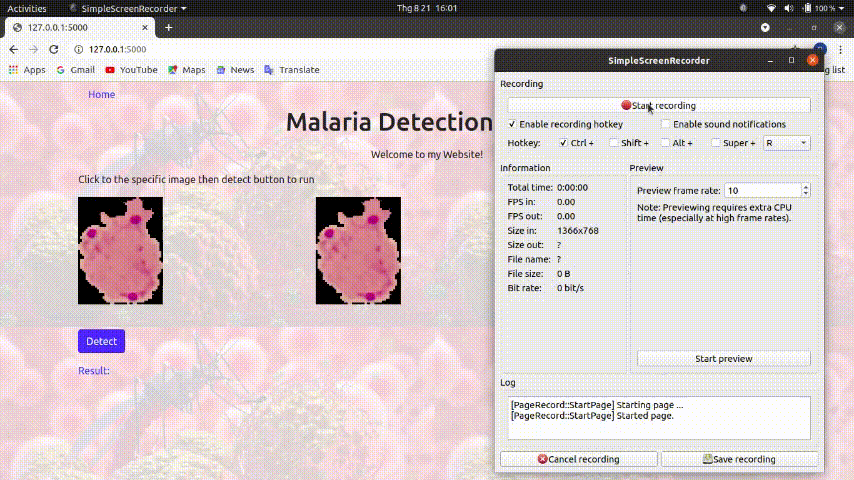 Activities
SimpleScreenRecorder
Thg 8 21 16:01
100 %
127.0.0.1:5000
127.0.0.1:5000
Apps
Gmail
YouTube
Maps
News
Translate
ng list
Home
Malaria Detection
Welcome to my Website!
Click to the specific image then detect button to run
Detect
Result:
SimpleScreenRecorder
Recording
Start recording
Enable recording hotkey
Enable sound notifications
Hotkey:
Ctrl +
Shift +
Alt +
Super +
R
Information
Total time: 0:00:00
FPS in: 0.00
FPS out: 0.00
Size in: 1366x768
Size out: ?
File name: ?
File size: 0 B
Bit rate: 0 bit/s
Preview
Preview frame rate: 10
Note: Previewing requires extra CPU
time (especially at high frame rates).
Start preview
Log
[PageRecord::StartPage] Starting page ...
[PageRecord::StartPage] Started page.
Cancel recording
Save recording